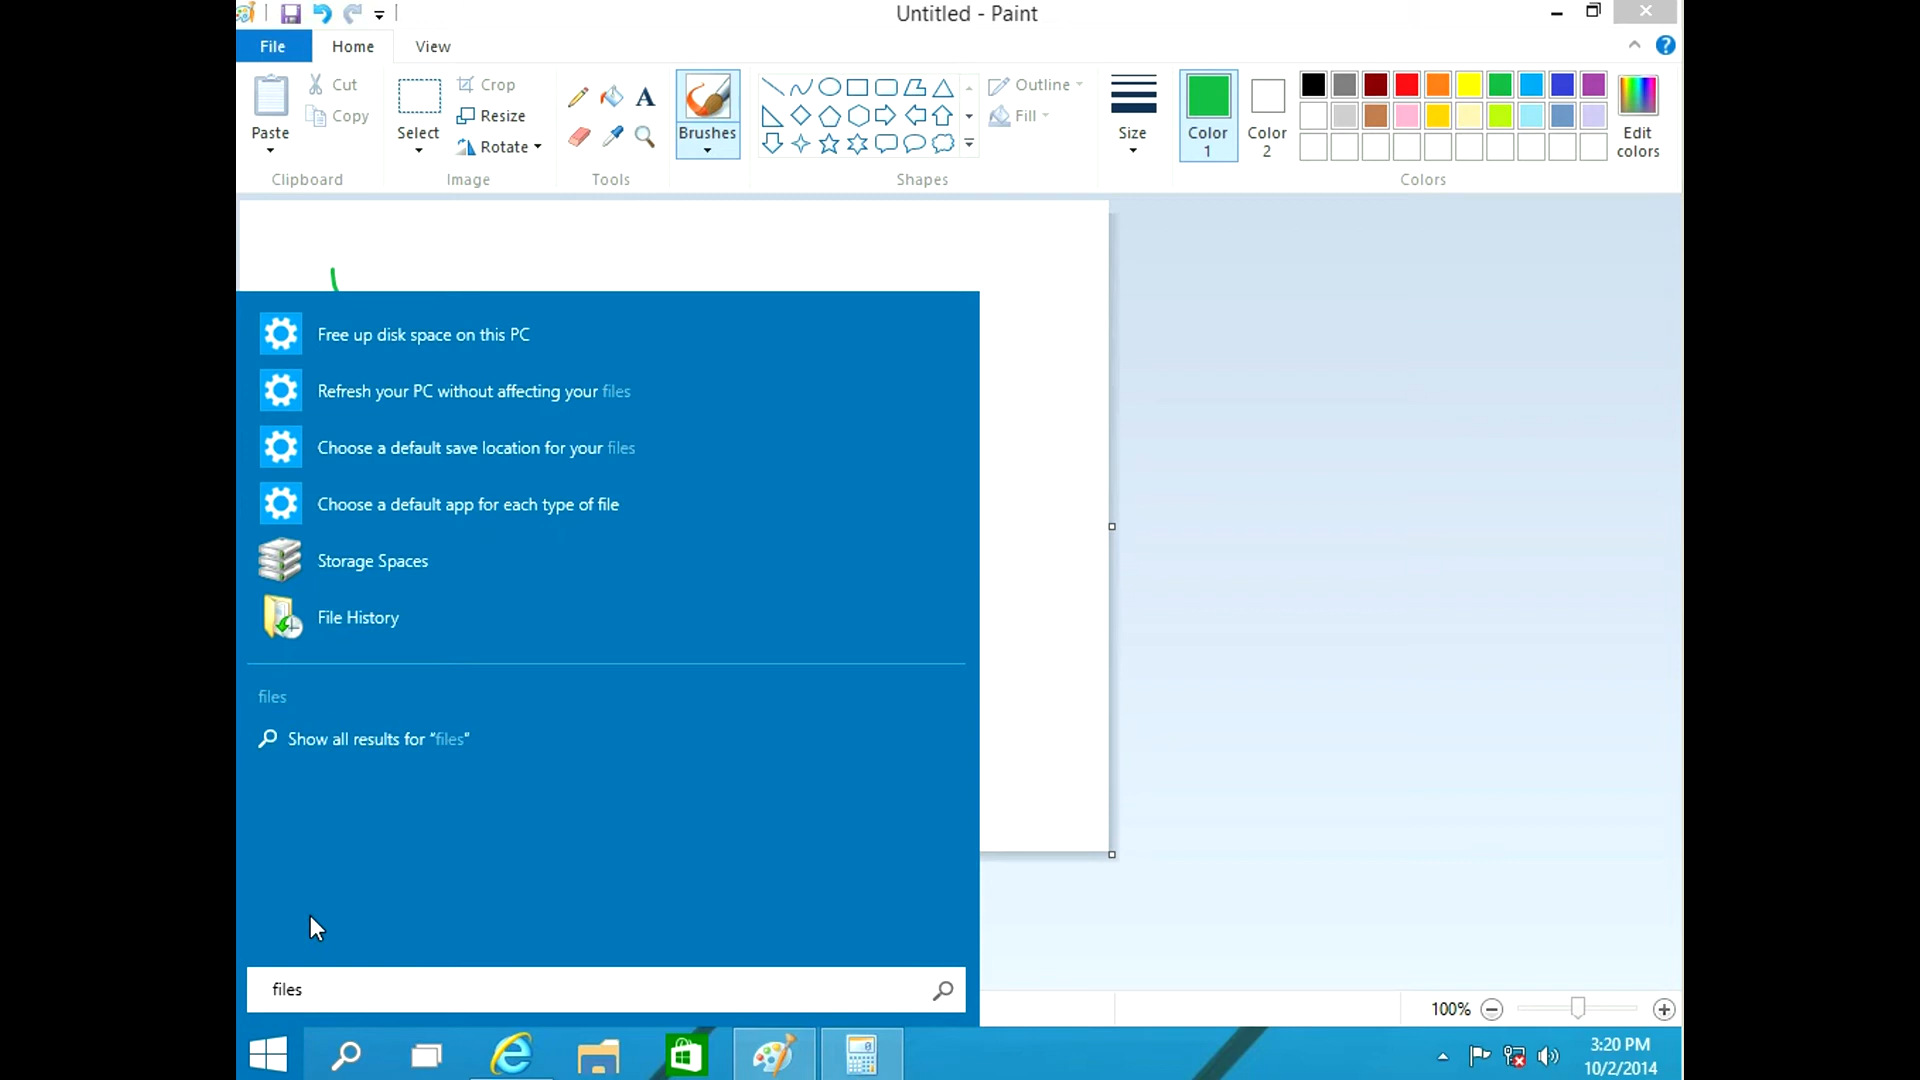 Untitled - Paint
File Home View
Paste
Cut
Copy
Clipboard
Select
Crop
Resize
Rotate
Image
A
Tools
Brushes
Shapes
Outline
Fill
Size
Color 1
Color 2
Colors
Edit colors
Free up disk space on this PC
Refresh your PC without affecting your files
Choose a default save location for your files
Choose a default app for each type of file
Storage Spaces
File History
files
Show all results for "files"
files
100%
3:20 PM
10/2/2014